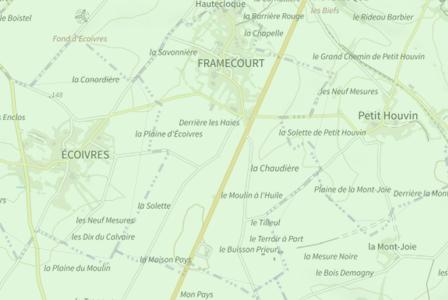 Hautecloque
le Boistel
la Barrière Rouge
les Biefs
le Rideau Barbier
la Chapelle
Fond d'Écoivres
la Savonnière
le Grand Chemin de Petit Houvin
FRAMECOURT
la Canardière
148
les Neuf Mesures
Enclos
Derrière les Haies
Petit Houvin
la Plaine d'Écoivres
la Solette de Petit Houvin
ÉCOIVRES
la Chaudière
Plaine de la Mont-Joie
Derrière la Mont
le Moulin à l'Huile
la Solette
les Neuf Mesures
le Tilleul
les Dix du Calvaire
le Terroir à Part
le Buisson Prieur
la Mont-Joie
la Maison Pays
la Mesure Noire
la Plaine du Moulin
le Bois Demagny
les
Mon Pays